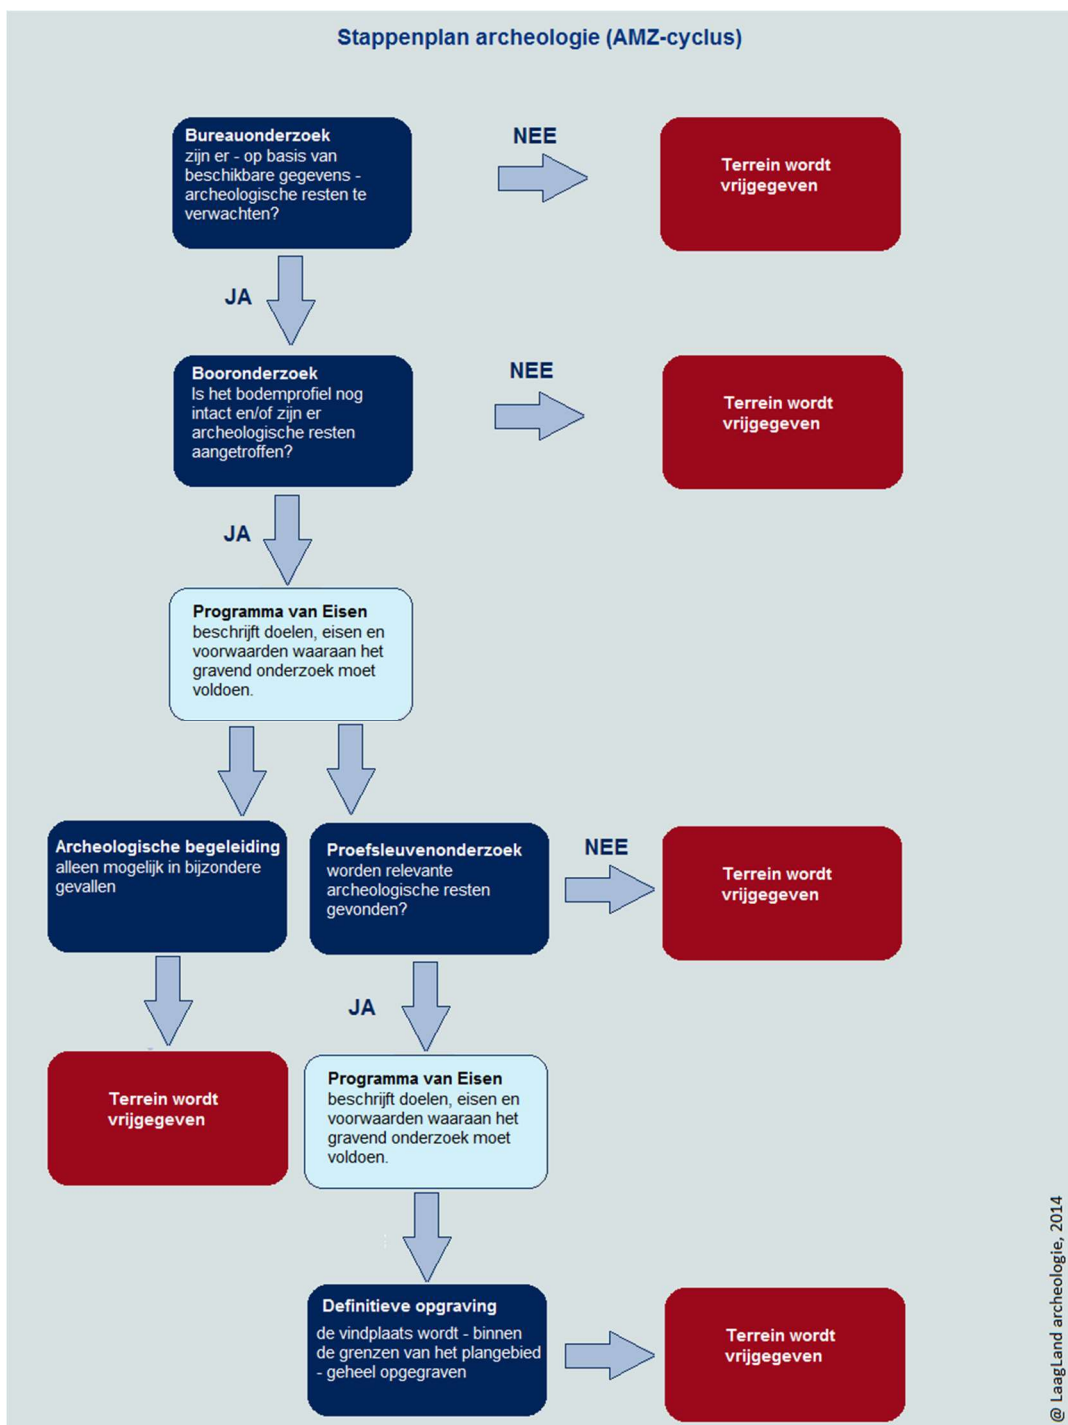 Stappenplan archeologie (AMZ-cyclus)
Bureauonderzoek
zijn er - op basis van
beschikbare gegevens -
archeologische resten te
verwachten?
NEE
Terrein wordt
vrijgegeven
JA
Booronderzoek
Is het bodemprofiel nog
intact en/of zijn er
archeologische resten
aangetroffen?
NEE
Terrein wordt
vrijgegeven
JA
Programma van Eisen
beschrijft doelen, eisen en
voorwaarden waaraan het
gravend onderzoek moet
voldoen.
Archeologische begeleiding
alleen mogelijk in bijzondere
gevallen
Proefsleuvenonderzoek
worden relevante
archeologische resten
gevonden?
NEE
Terrein wordt
vrijgegeven
JA
Terrein wordt
vrijgegeven
Programma van Eisen
beschrijft doelen, eisen en
voorwaarden waaraan het
gravend onderzoek moet
voldoen.
Definitieve opgraving
de vindplaats wordt - binnen
de grenzen van het plangebied
- geheel opgegraven
Terrein wordt
vrijgegeven
@ LaagLand archeologie, 2014